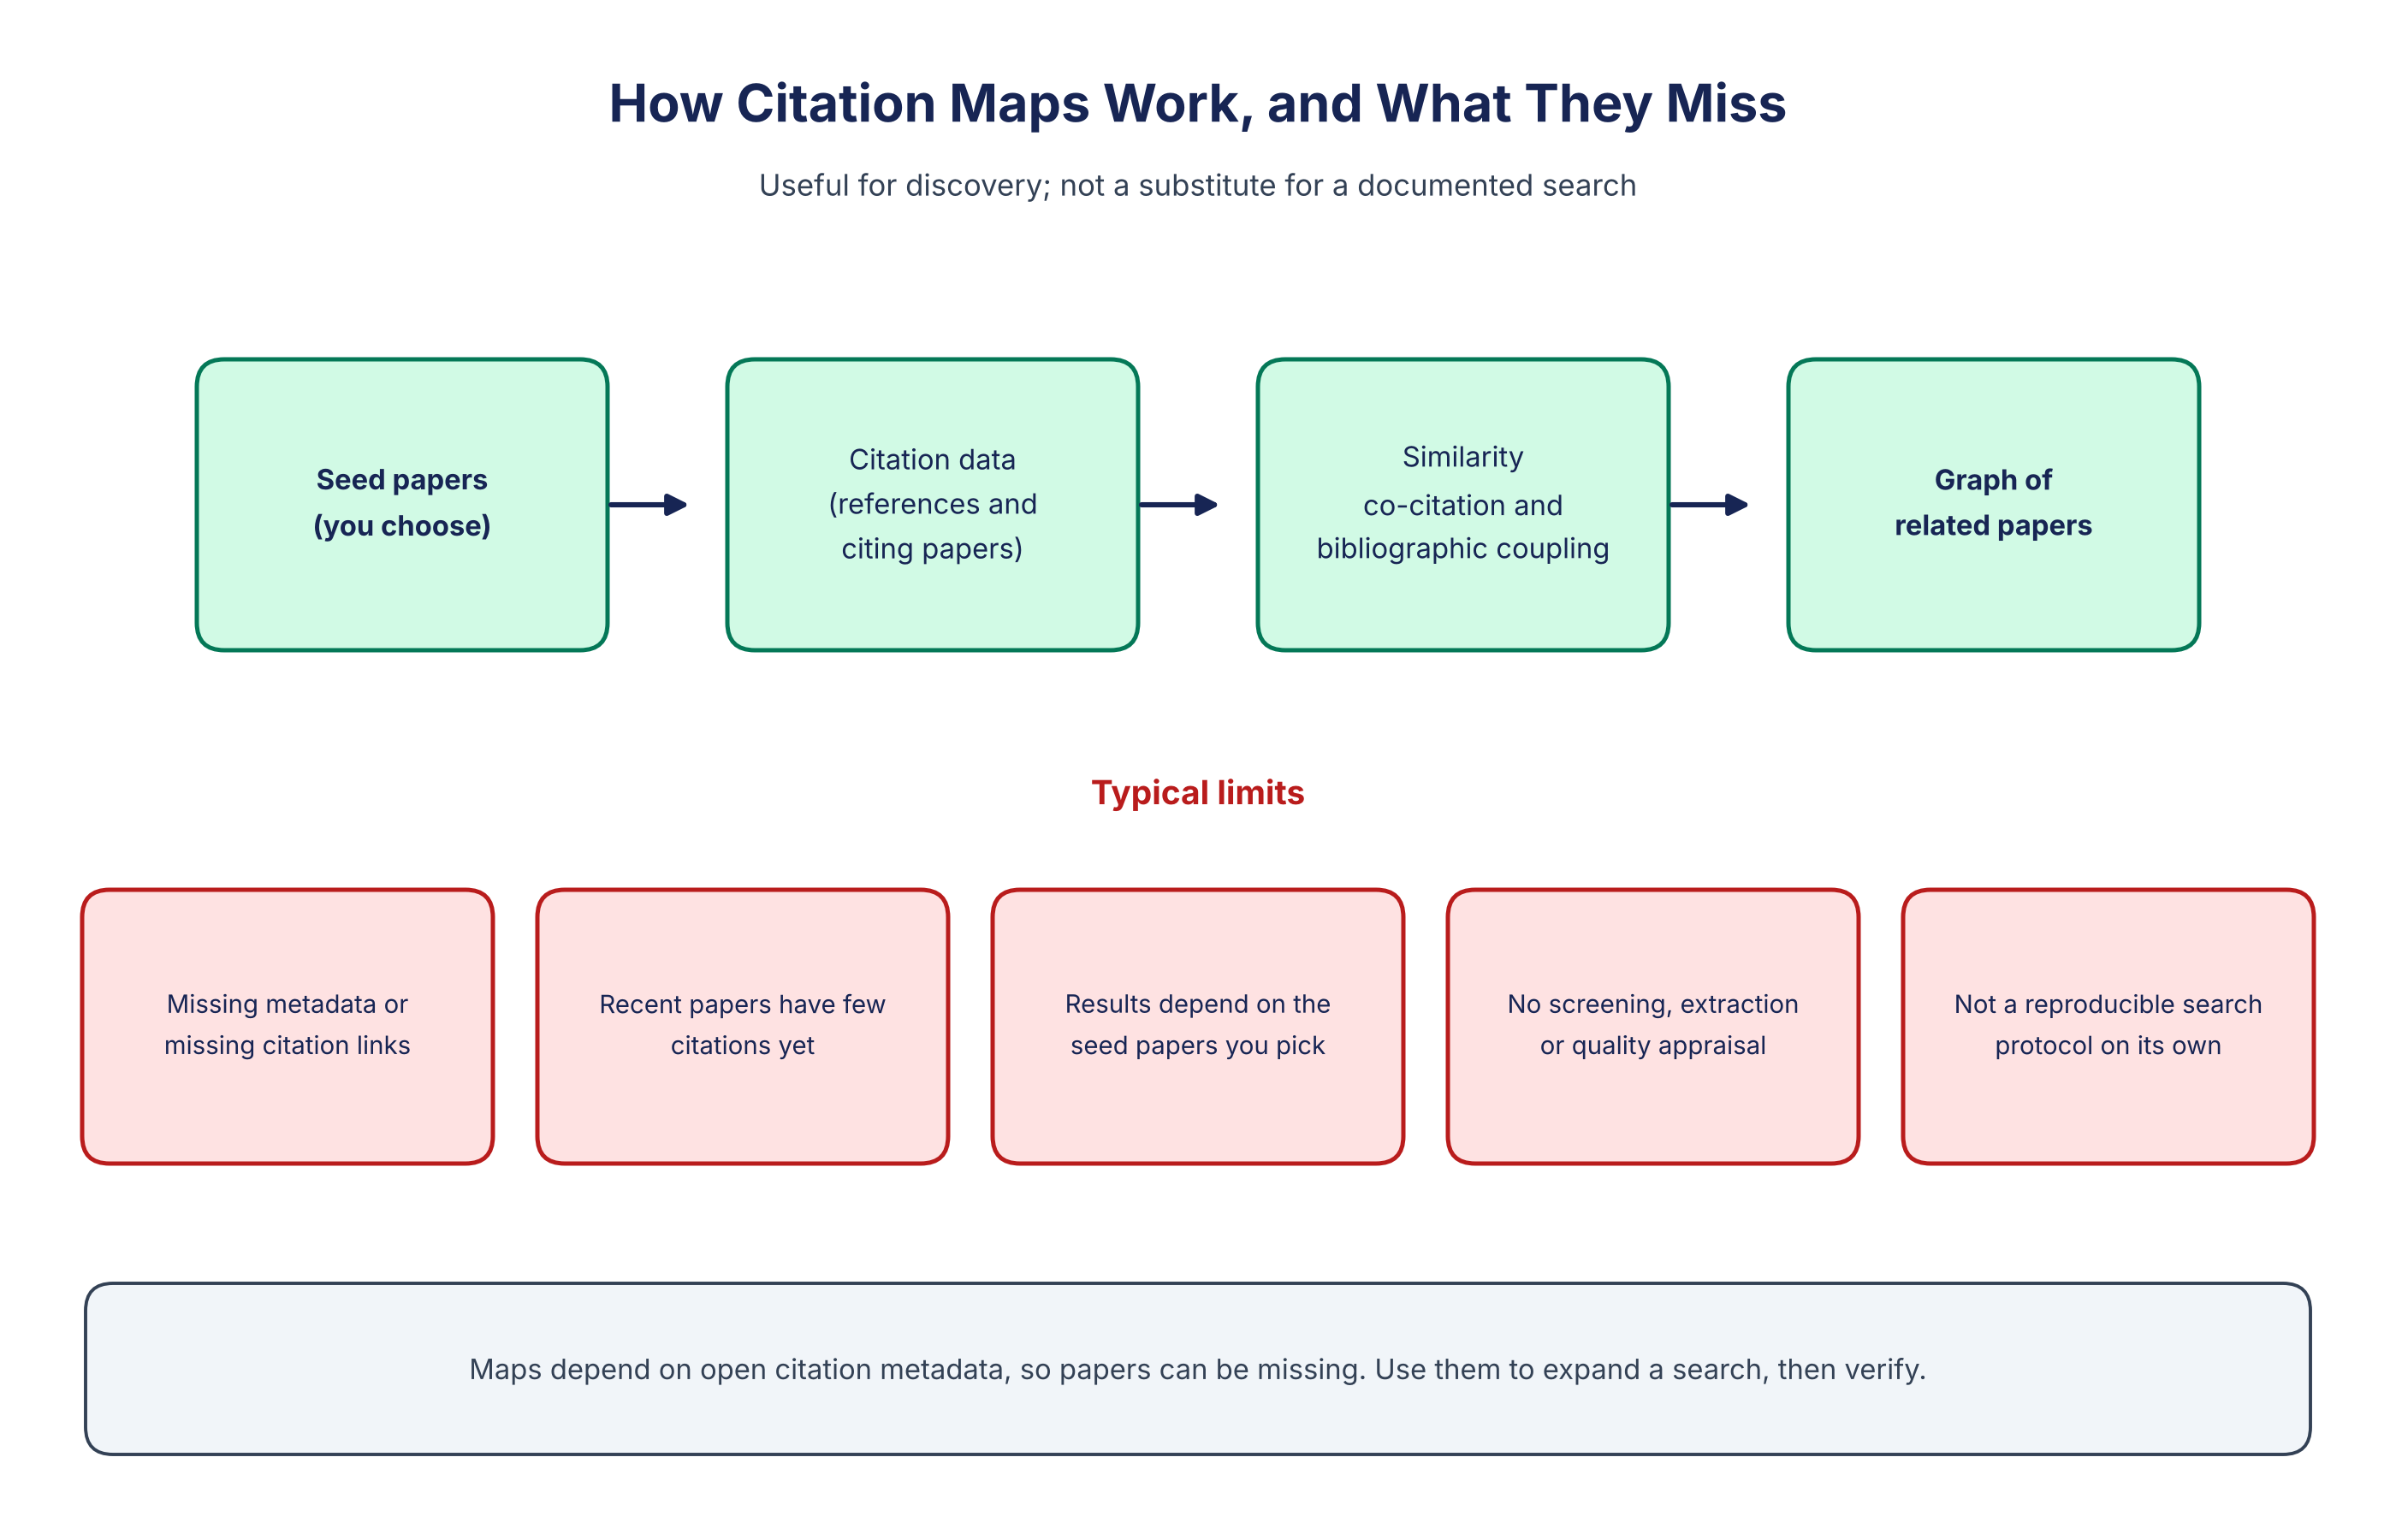 How Citation Maps Work, and What They Miss
Useful for discovery; not a substitute for a documented search
Seed papers
(you choose)
Citation data
(references and
citing papers)
Similarity
co-citation and
bibliographic coupling
Graph of
related papers
Typical limits
Missing metadata or
missing citation links
Recent papers have few
citations yet
Results depend on the
seed papers you pick
No screening, extraction
or quality appraisal
Not a reproducible search
protocol on its own
Maps depend on open citation metadata, so papers can be missing. Use them to expand a search, then verify.